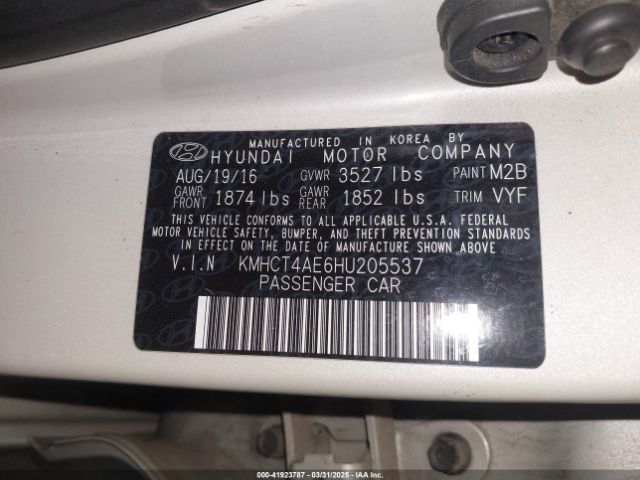 MANUFACTURED IN KOREA BY
HYUNDAI MOTOR COMPANY
AUG/19/16 GVWR 3527 lbs PAINT M2B
GAWR FRONT 1874 lbs GAWR REAR 1852 lbs TRIM VYF
THIS VEHICLE CONFORMS TO ALL APPLICABLE U.S.A. FEDERAL
MOTOR VEHICLE SAFETY, BUMPER, AND THEFT PREVENTION STANDARDS
IN EFFECT ON THE DATE OF MANUFACTURE SHOWN ABOVE
V.I.N KMHCT4AE6HU205537
PASSENGER CAR
000-41923787 - 03/31/2025 - IAA Inc.